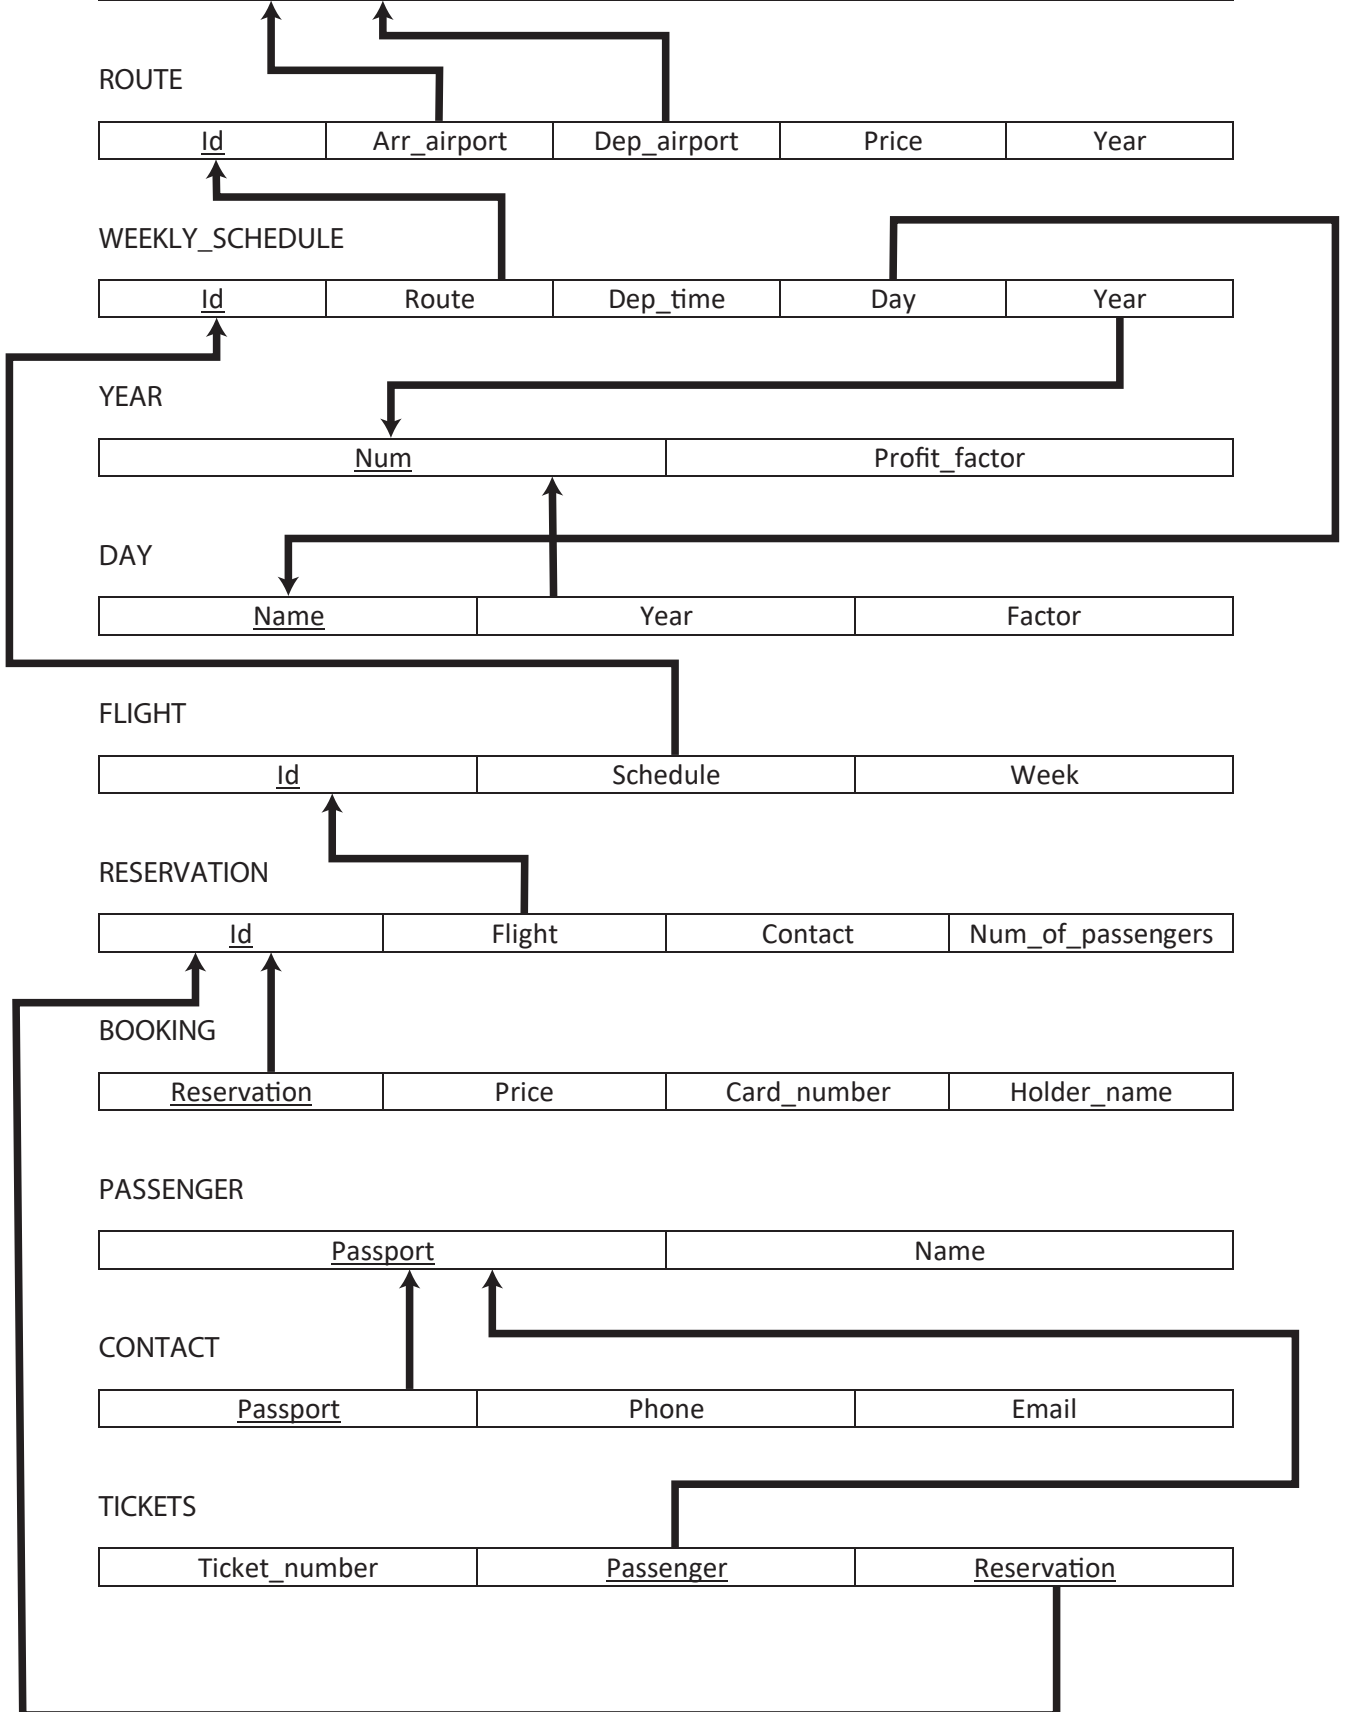 ROUTE
Id Arr_airport Dep_airport Price Year
WEEKLY_SCHEDULE
Id Route Dep_time Day Year
YEAR
Num Profit_factor
DAY
Name Year Factor
FLIGHT
Id Schedule Week
RESERVATION
Id Flight Contact Num_of_passengers
BOOKING
Reservation Price Card_number Holder_name
PASSENGER
Passport Name
CONTACT
Passport Phone Email
TICKETS
Ticket_number Passenger Reservation